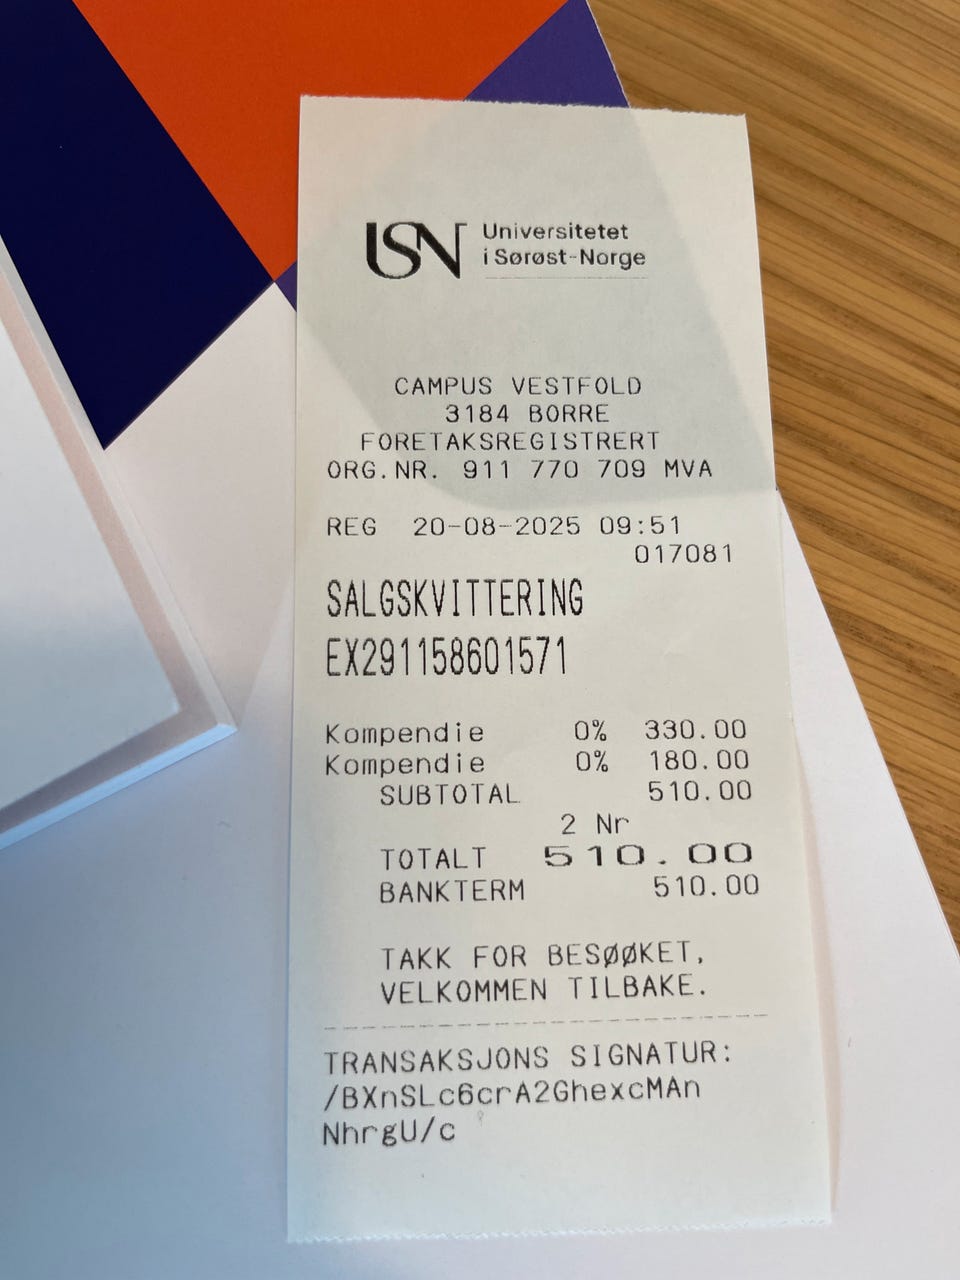 USN Universitetet
i Sørøst-Norge
CAMPUS VESTFOLD
3184 BORRE
FORETAKSREGISTRERT
ORG.NR. 911 770 709 MVA
REG 20-08-2025 09:51
017081
SALGSKVITTERING
EX291158601571
Kompendie 0% 330.00
Kompendie 0% 180.00
SUBTOTAL 510.00
2 Nr
TOTALT 510.00
BANKTERM 510.00
TAKK FOR BESØØKET,
VELKOMMEN TILBAKE.
TRANSAKSJONS SIGNATUR:
/BXnSLc6crA2GhexcMAn
NhrgU/c